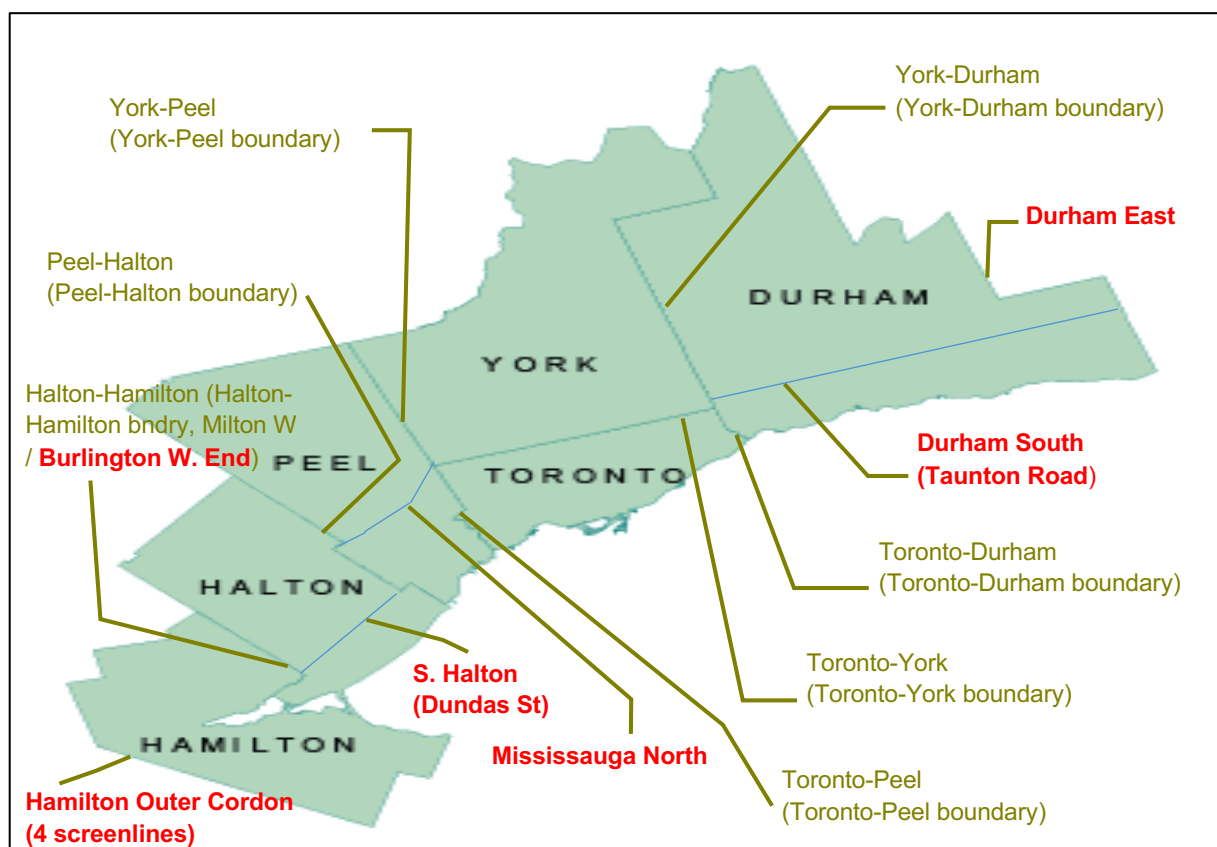 York-Durham
(York-Durham boundary)
York-Peel
(York-Peel boundary)
Durham East
Peel-Halton
(Peel-Halton boundary)
DURHAM
YORK
Halton-Hamilton (Halton-
Hamilton bndry, Milton W
/ Burlington W. End)
PEEL
TORONTO
Durham South
(Taunton Road)
Toronto-Durham
(Toronto-Durham boundary)
HALTON
Toronto-York
(Toronto-York boundary)
S. Halton
(Dundas St)
Mississauga North
HAMILTON
Toronto-Peel
(Toronto-Peel boundary)
Hamilton Outer Cordon
(4 screenlines)